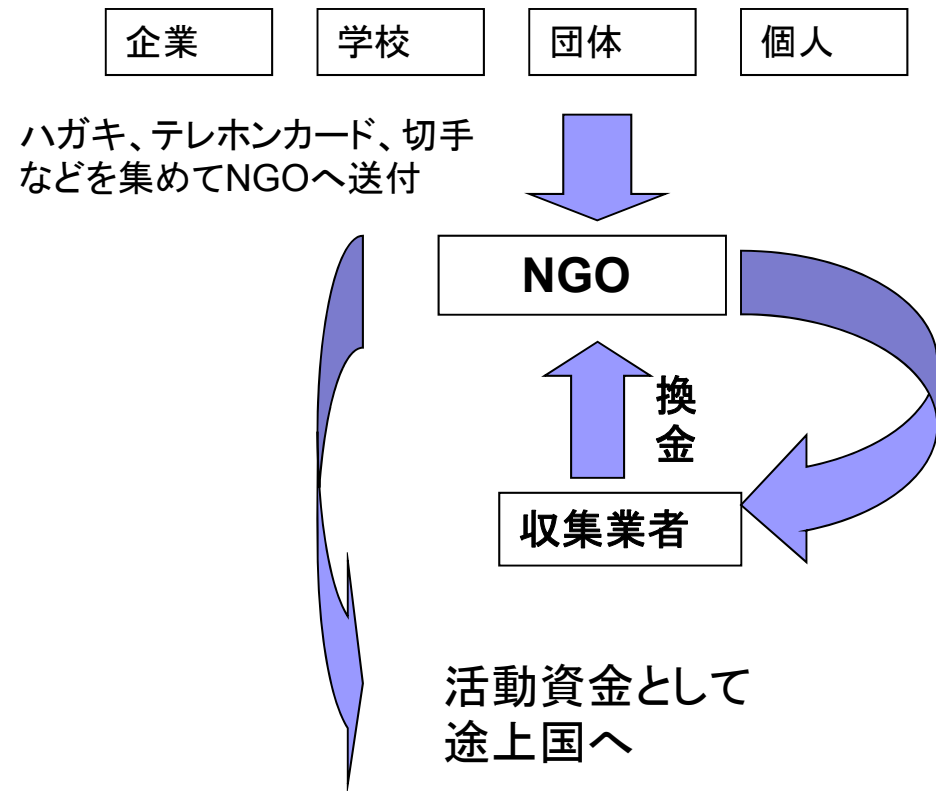 企業
学校
団体
個人
ハガキ、テレホンカード、切手
などを集めてNGOへ送付
NGO
換
金
収集業者
活動資金として
途上国へ